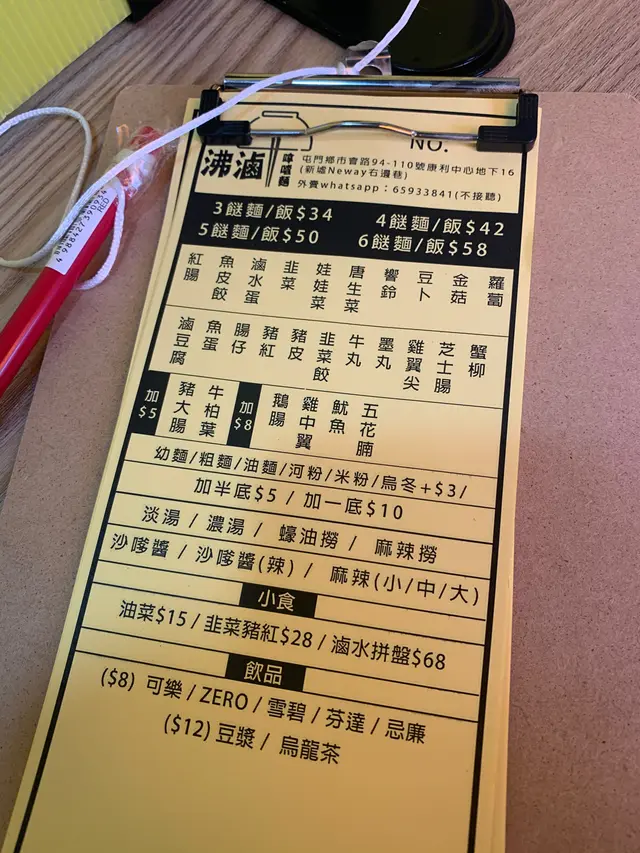 NO.
沸滷
嗱嘘麵
屯門鄉市會路94-110號康利中心地下16
(新墟Neway右邊巷)
外賣whatsapp：65933841(不接聽)
3餸麵/飯$34 4餸麵/飯$42
5餸麵/飯$50 6餸麵/飯$58
紅腸 魚皮餃 滷水蛋 韭菜 娃娃菜 唐生菜 響鈴 豆卜 金菇 蘿蔔
滷豆腐 魚蛋 腸仔 豬紅 豬皮 韭菜餃 牛丸 墨丸 雞翼尖 芝士腸 蟹柳
加$5 豬大腸 牛柏葉 加$8 鵝腸 雞中翼 魷魚 五花腩
幼麵/粗麵/油麵/河粉/米粉/烏冬+$3/
加半底$5 / 加一底$10
淡湯 / 濃湯 / 蠔油撈 / 麻辣撈
沙嗲醬 / 沙嗲醬(辣) / 麻辣(小/中/大)
小食
油菜$15 / 韭菜豬紅$28 / 滷水拼盤$68
飲品
($8) 可樂 / ZERO / 雪碧 / 芬達 / 忌廉
($12) 豆漿 / 烏龍茶
RED